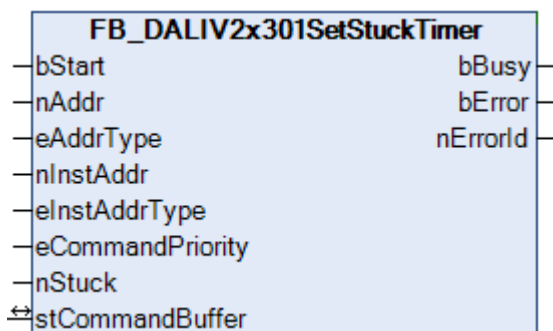 FB_DALIV2x301SetStuckTimer
bStart bBusy
nAddr bError
eAddrType nErrorId
nInstAddr
eInstAddrType
eCommandPriority
nStuck
stCommandBuffer